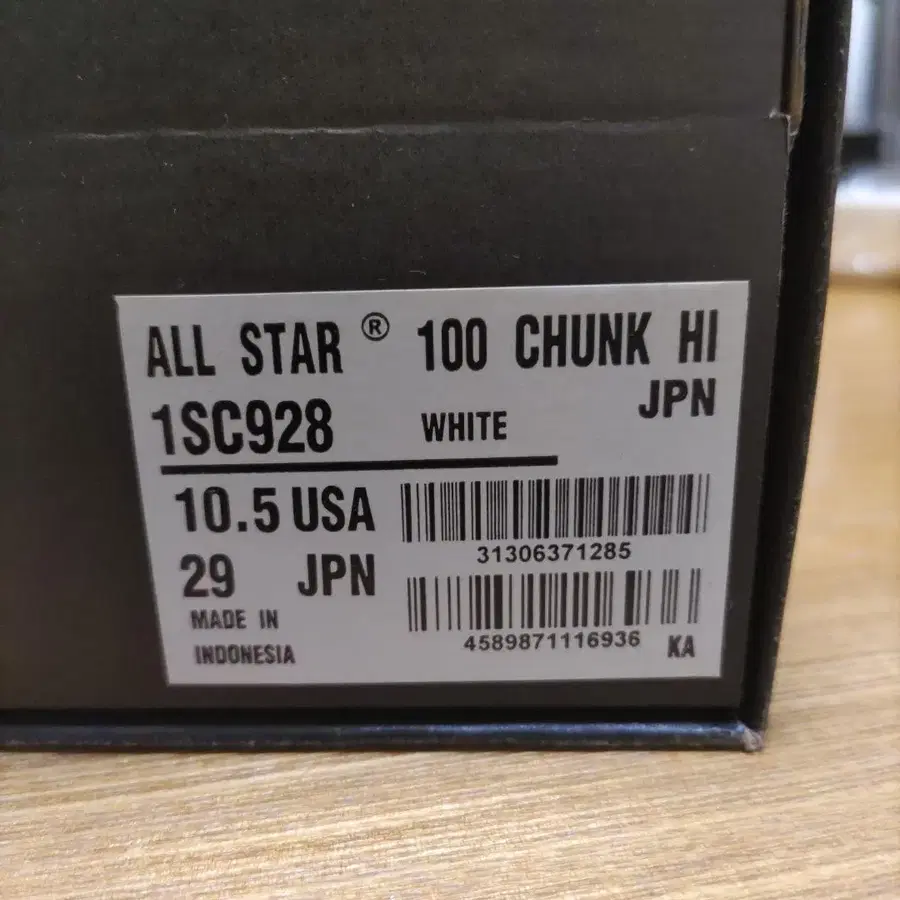 ALL STAR ® 100 CHUNK HI
JPN
1SC928 WHITE
10.5 USA
31306371285
29 JPN
MADE IN
INDONESIA
4589871116936 KA